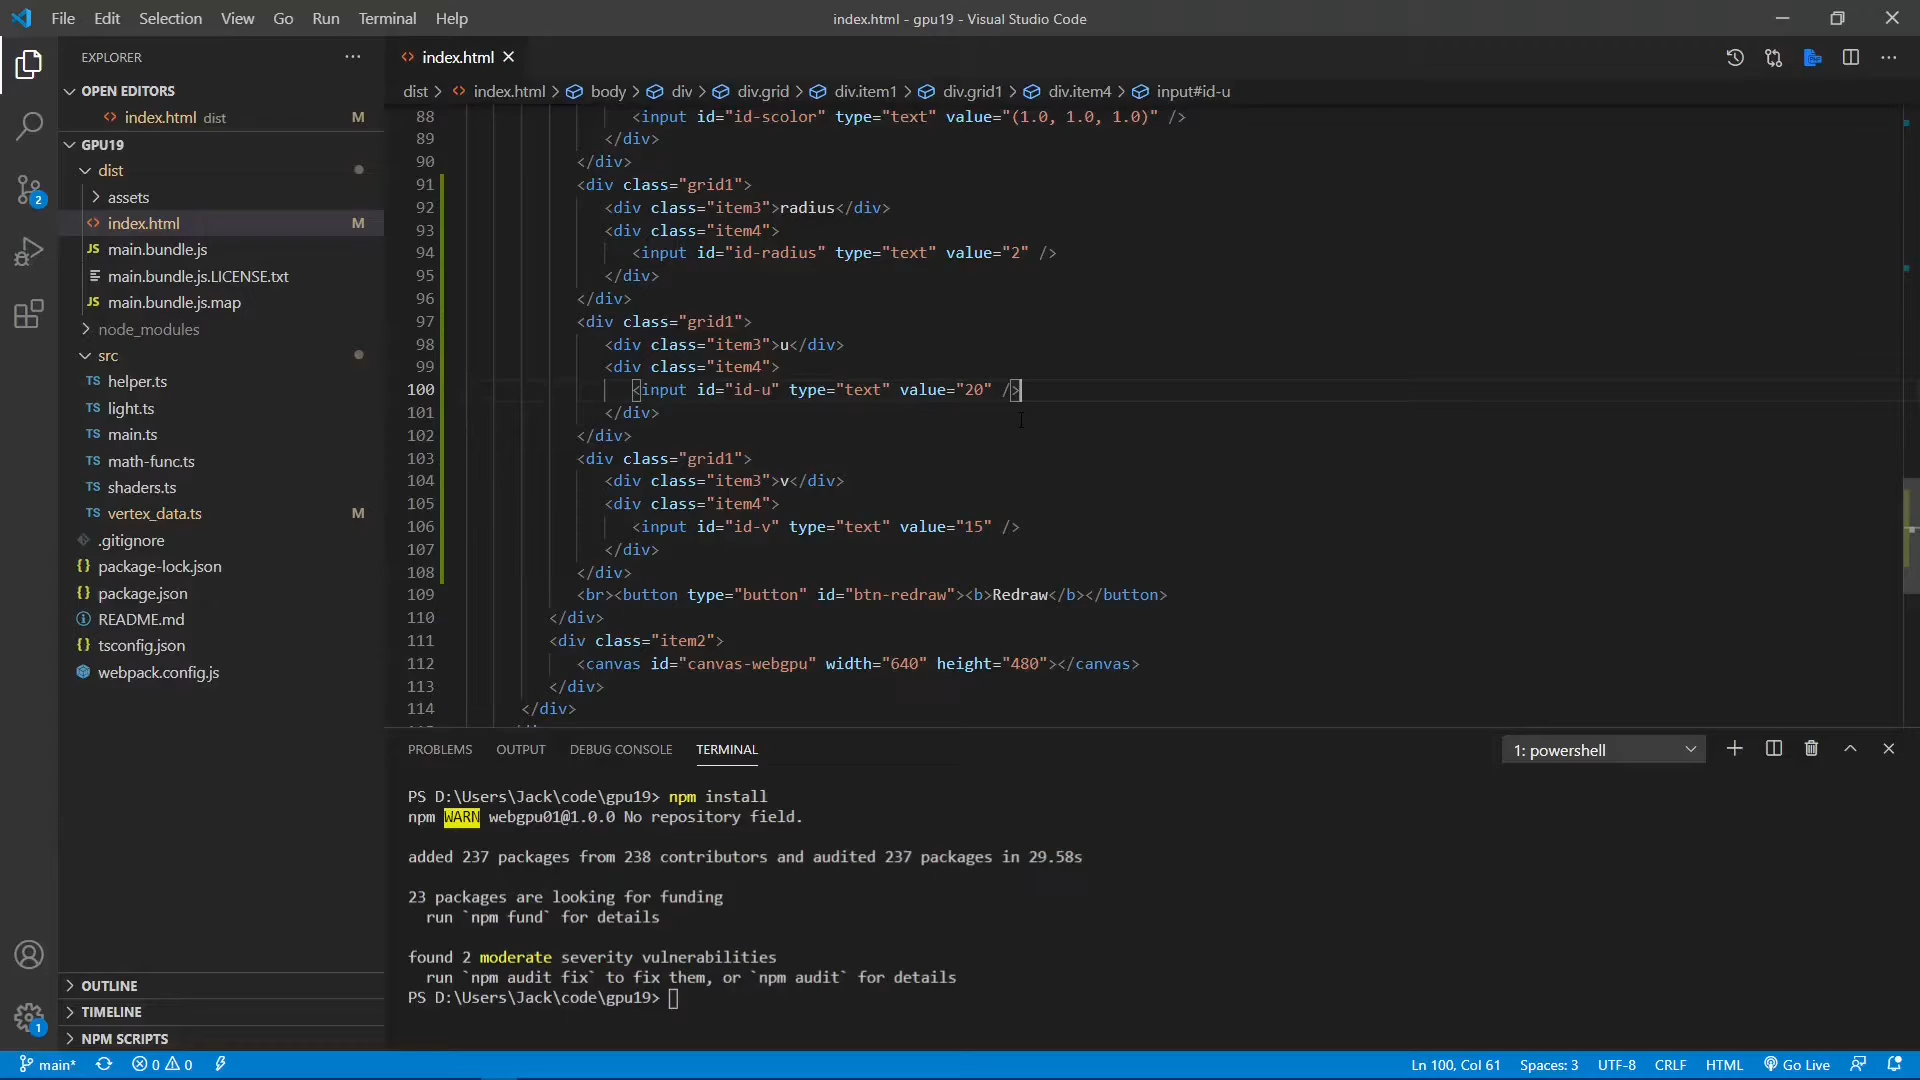 File Edit Selection View Go Run Terminal Help
index.html - gpu19 - Visual Studio Code
EXPLORER
OPEN EDITORS
index.html dist M
GPU19
dist
assets
index.html M
JS main.bundle.js
main.bundle.js.LICENSE.txt
JS main.bundle.js.map
node_modules
src
TS helper.ts
TS light.ts
TS main.ts
TS math-func.ts
TS shaders.ts
TS vertex_data.ts M
.gitignore
{} package-lock.json
{} package.json
README.md
{} tsconfig.json
webpack.config.js
OUTLINE
TIMELINE
NPM SCRIPTS
2
1
index.html
dist > index.html > body > div > div.grid > div.item1 > div.grid1 > div.item4 > input#id-u
88 <input id="id-scolor" type="text" value="(1.0, 1.0, 1.0)" />
89 </div>
90 </div>
91 <div class="grid1">
92 <div class="item3">radius</div>
93 <div class="item4">
94 <input id="id-radius" type="text" value="2" />
95 </div>
96 </div>
97 <div class="grid1">
98 <div class="item3">u</div>
99 <div class="item4">
100 <input id="id-u" type="text" value="20" />
101 </div>
102 </div>
103 <div class="grid1">
104 <div class="item3">v</div>
105 <div class="item4">
106 <input id="id-v" type="text" value="15" />
107 </div>
108 </div>
109 <br><button type="button" id="btn-redraw"><b>Redraw</b></button>
110 </div>
111 <div class="item2">
112 <canvas id="canvas-webgpu" width="640" height="480"></canvas>
113 </div>
114 </div>
PROBLEMS OUTPUT DEBUG CONSOLE TERMINAL
1: powershell
PS D:\Users\Jack\code\gpu19> npm install
npm WARN webgpu01@1.0.0 No repository field.
added 237 packages from 238 contributors and audited 237 packages in 29.58s
23 packages are looking for funding
run `npm fund` for details
found 2 moderate severity vulnerabilities
run `npm audit fix` to fix them, or `npm audit` for details
PS D:\Users\Jack\code\gpu19>
main* 0 0
Ln 100, Col 61 Spaces: 3 UTF-8 CRLF HTML Go Live